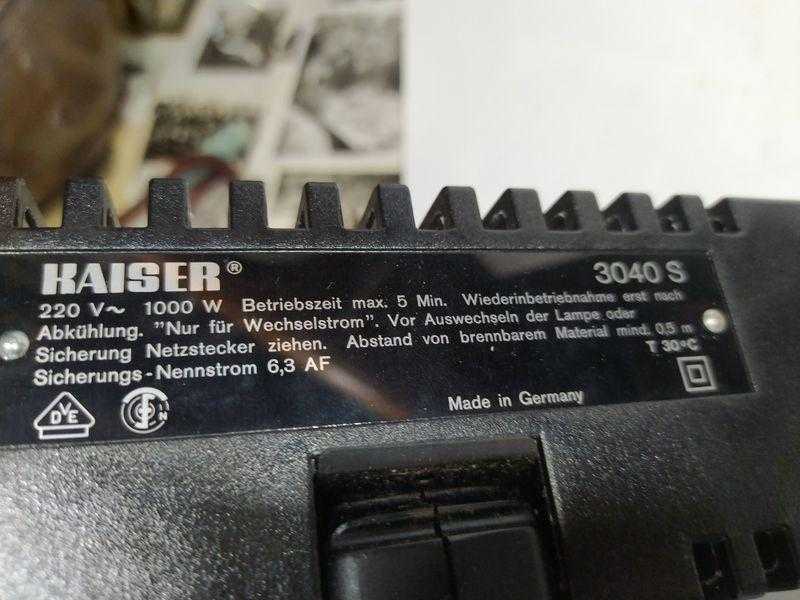 KAISER® 3040 S
220 V~ 1000 W Betriebszeit max. 5 Min. Wiederinbetriebnahme erst nach
Abkühlung. "Nur für Wechselstrom". Vor Auswechseln der Lampe oder
Sicherung Netzstecker ziehen. Abstand von brennbarem Material mind. 0,5 m
Sicherungs-Nennstrom 6,3 AF T 30°C
DVE
Made in Germany